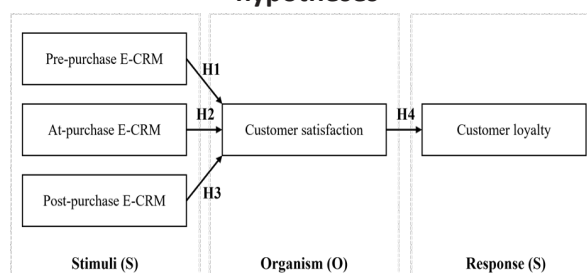 hypotheses
Pre-purchase E-CRM
H1
At-purchase E-CRM
H2
Customer satisfaction
H4
Customer loyalty
H3
Post-purchase E-CRM
Stimuli (S)
Organism (O)
Response (S)